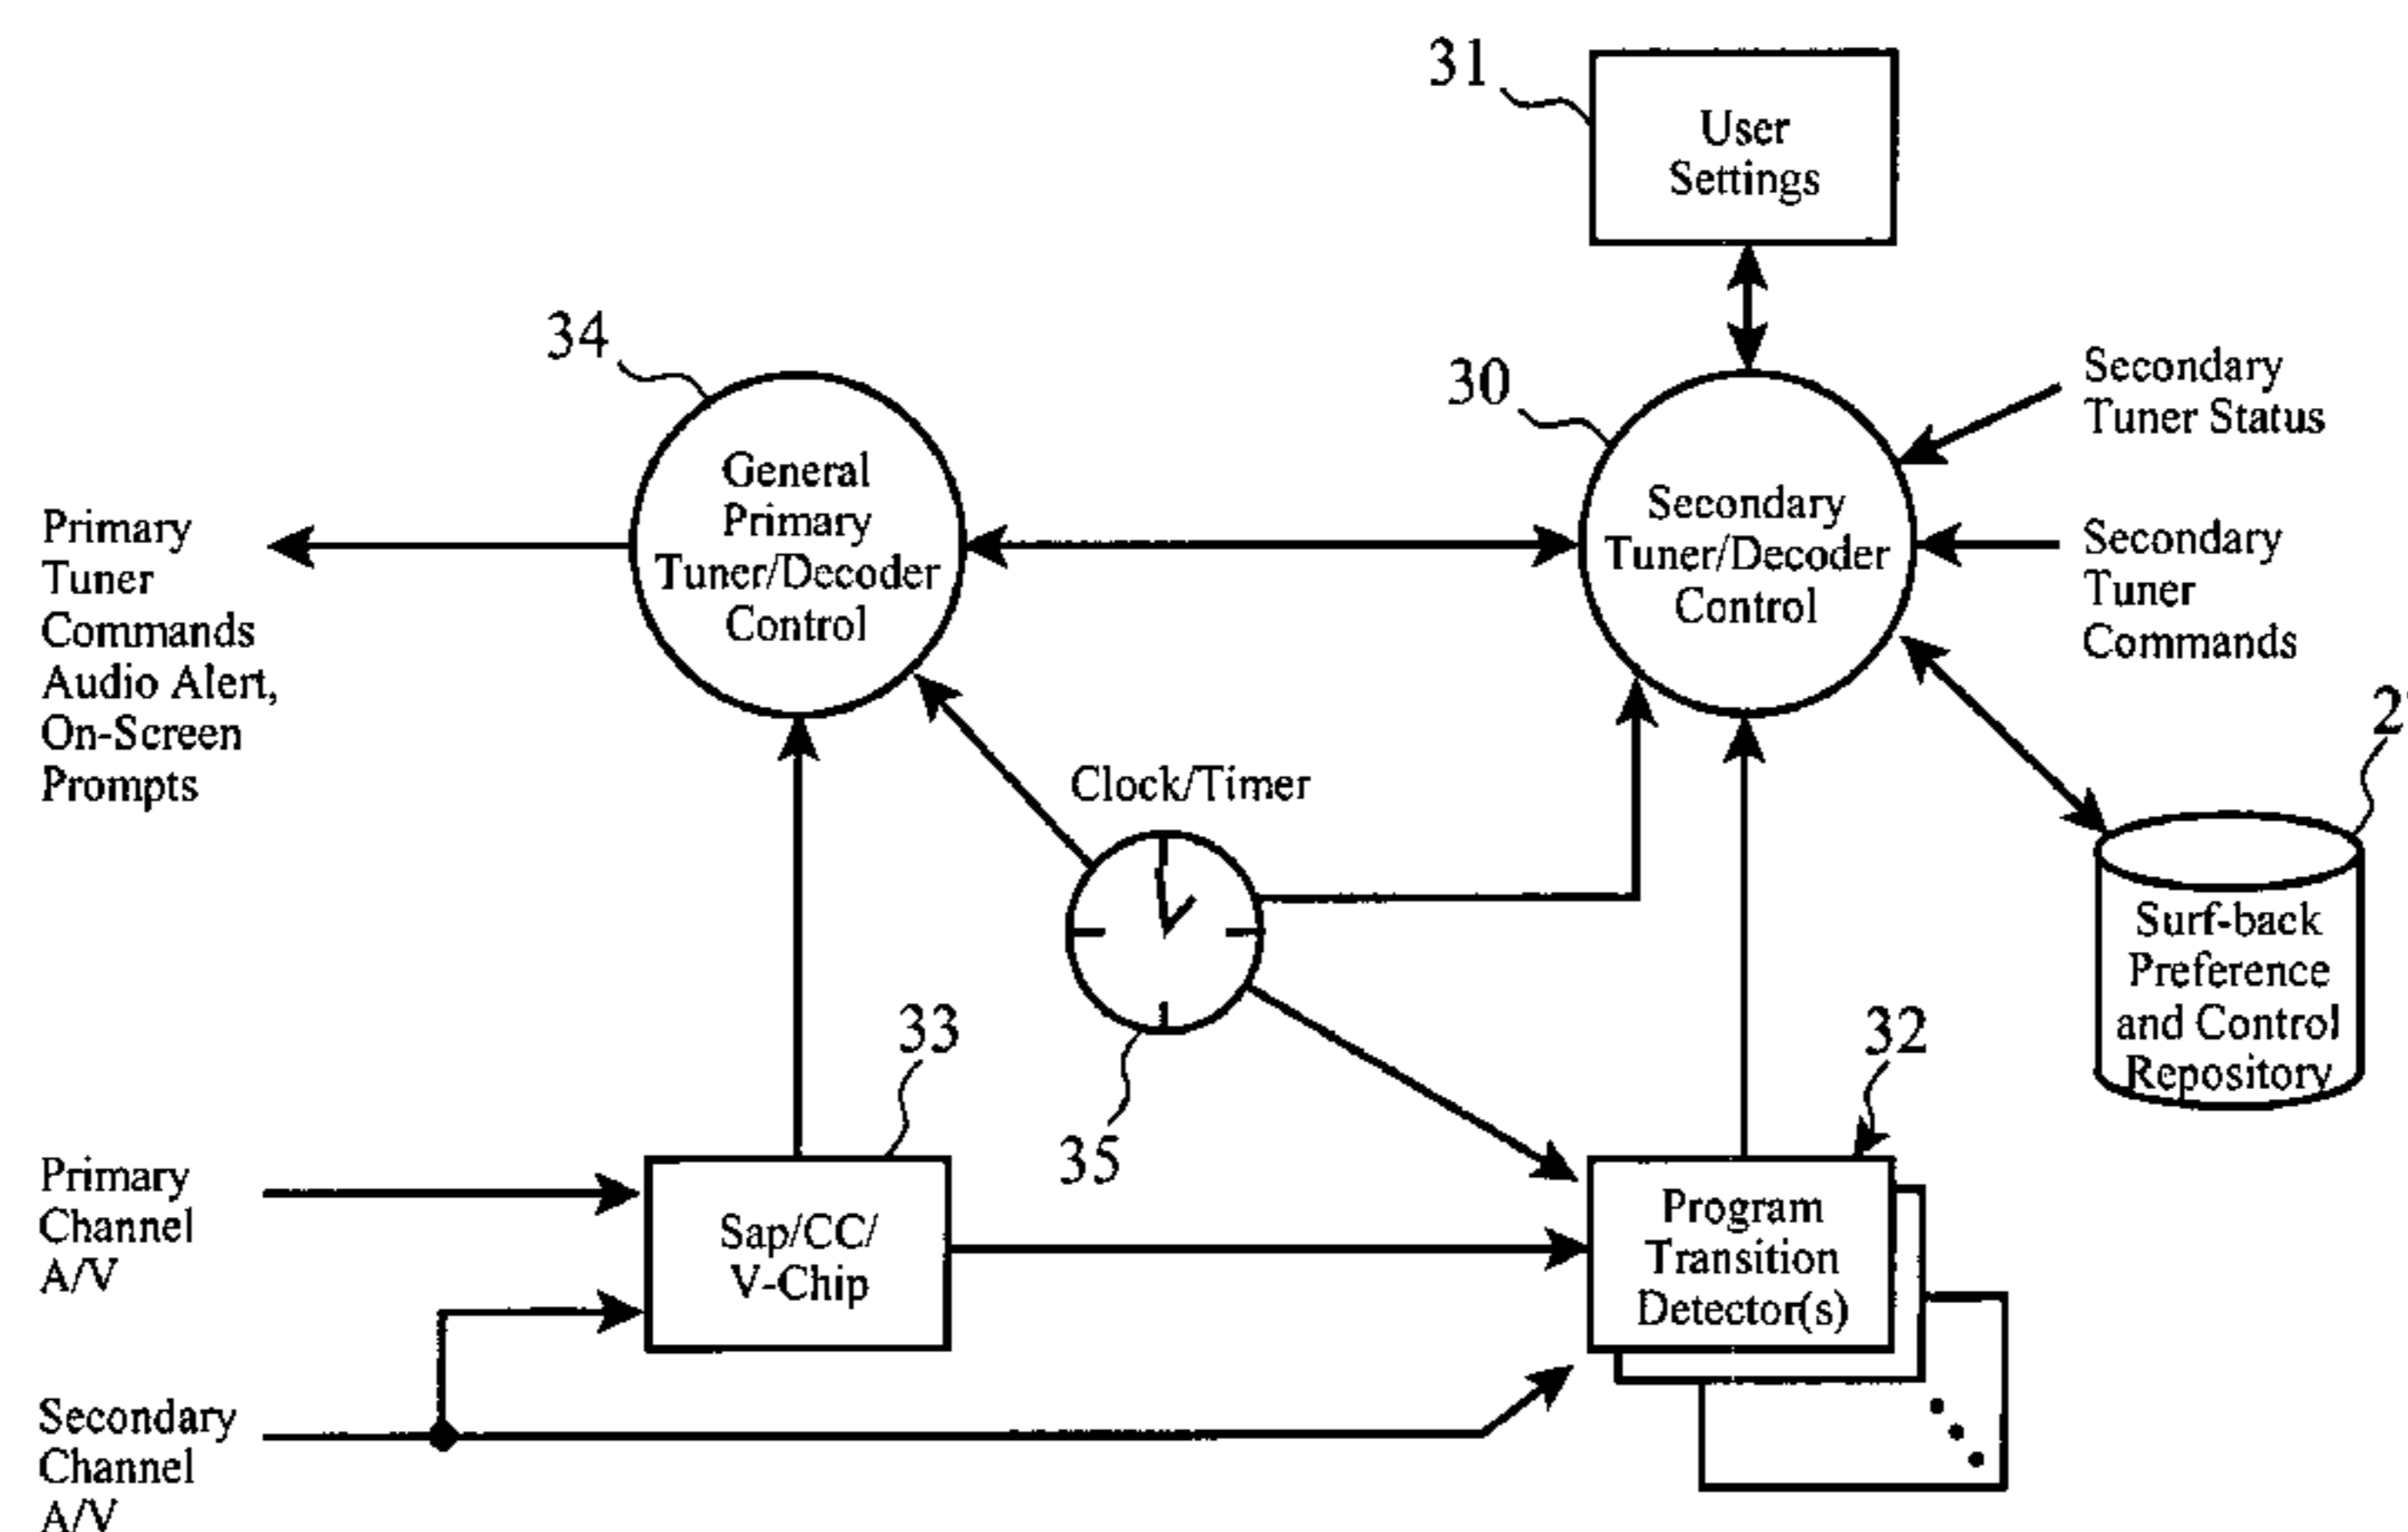 31
User
Settings
34
30
Secondary
Tuner Status
General
Primary
Tuner/Decoder
Control
Secondary
Tuner/Decoder
Control
Primary
Tuner
Commands
Audio Alert,
On-Screen
Prompts
Secondary
Tuner
Commands
Clock/Timer
Surf-back
Preference
and Control
Repository
33
32
35
Primary
Channel
A/V
Sap/CC/
V-Chip
Program
Transition
Detector(s)
Secondary
Channel
A/V